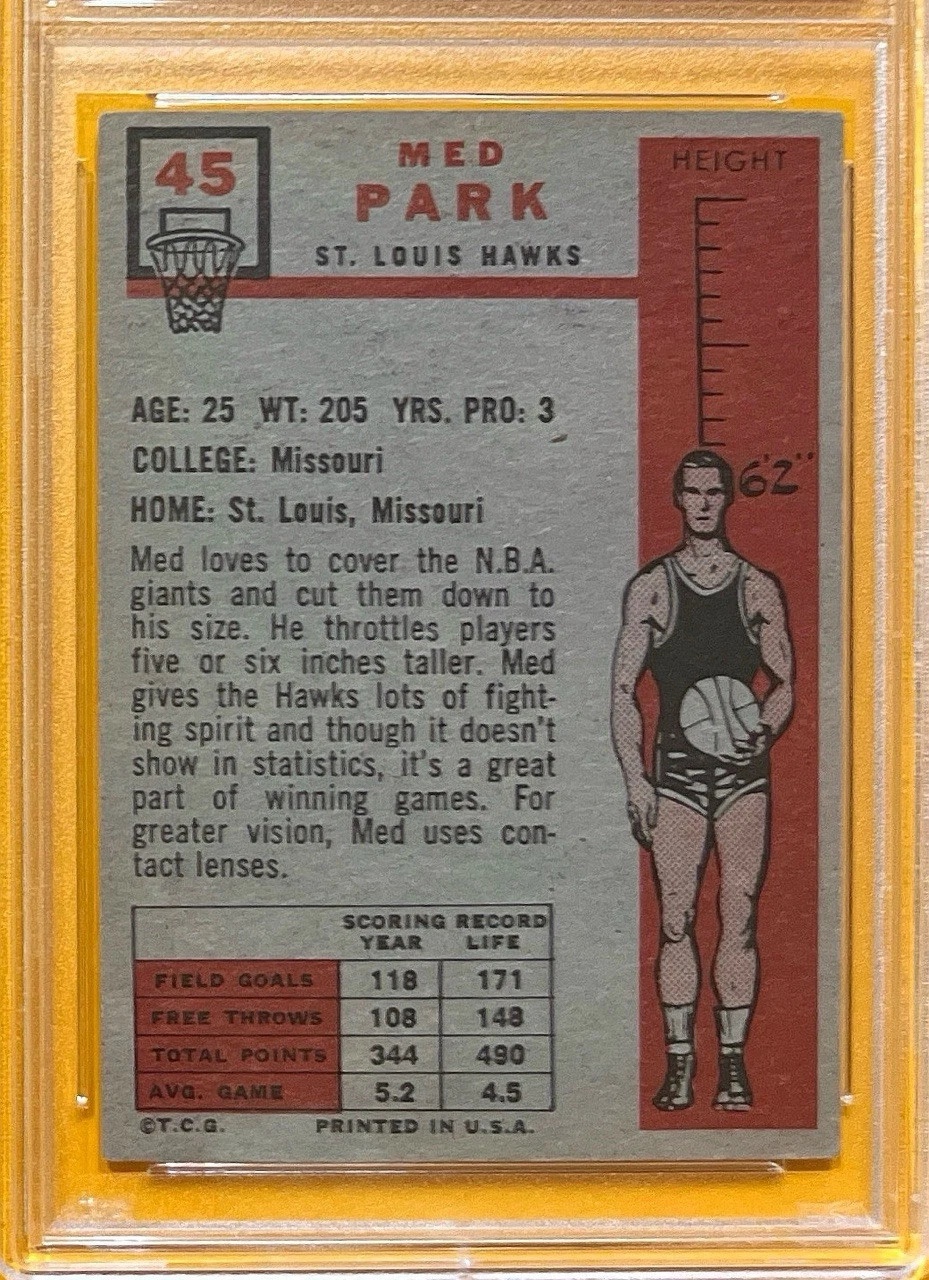 45
MED
PARK
ST. LOUIS HAWKS
HEIGHT
6'2"
AGE: 25 WT: 205 YRS. PRO: 3
COLLEGE: Missouri
HOME: St. Louis, Missouri
Med loves to cover the N.B.A.
giants and cut them down to
his size. He throttles players
five or six inches taller. Med
gives the Hawks lots of fight-
ing spirit and though it doesn't
show in statistics, it's a great
part of winning games. For
greater vision, Med uses con-
tact lenses.
SCORING RECORD
YEAR LIFE
FIELD GOALS 118 171
FREE THROWS 108 148
TOTAL POINTS 344 490
AVG. GAME 5.2 4.5
©T.C.G. PRINTED IN U.S.A.